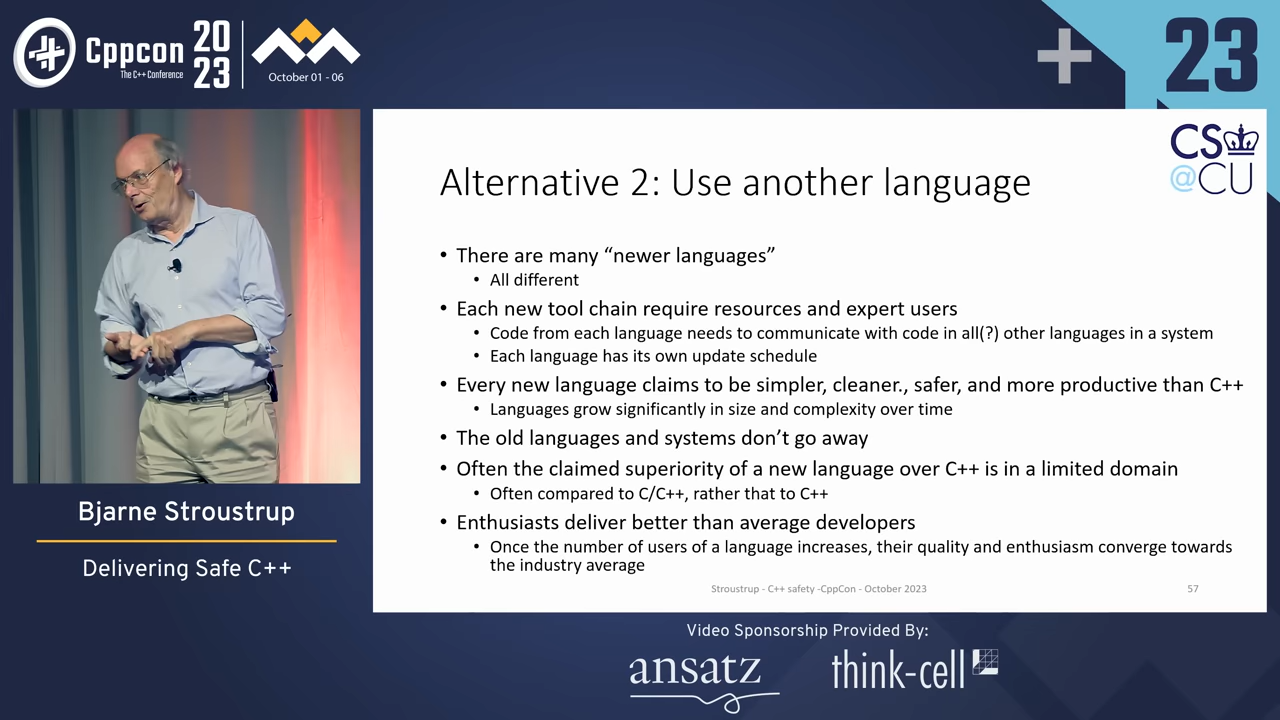 Cppcon
The C++ Conference
20
23
October 01 - 06
+
23
CS
@CU
Alternative 2: Use another language
• There are many “newer languages”
• All different
• Each new tool chain require resources and expert users
• Code from each language needs to communicate with code in all(?) other languages in a system
• Each language has its own update schedule
• Every new language claims to be simpler, cleaner., safer, and more productive than C++
• Languages grow significantly in size and complexity over time
• The old languages and systems don’t go away
• Often the claimed superiority of a new language over C++ is in a limited domain
• Often compared to C/C++, rather that to C++
• Enthusiasts deliver better than average developers
• Once the number of users of a language increases, their quality and enthusiasm converge towards
the industry average
Stroustrup - C++ safety -CppCon - October 2023
57
Bjarne Stroustrup
Delivering Safe C++
Video Sponsorship Provided By:
ansatz
think-cell